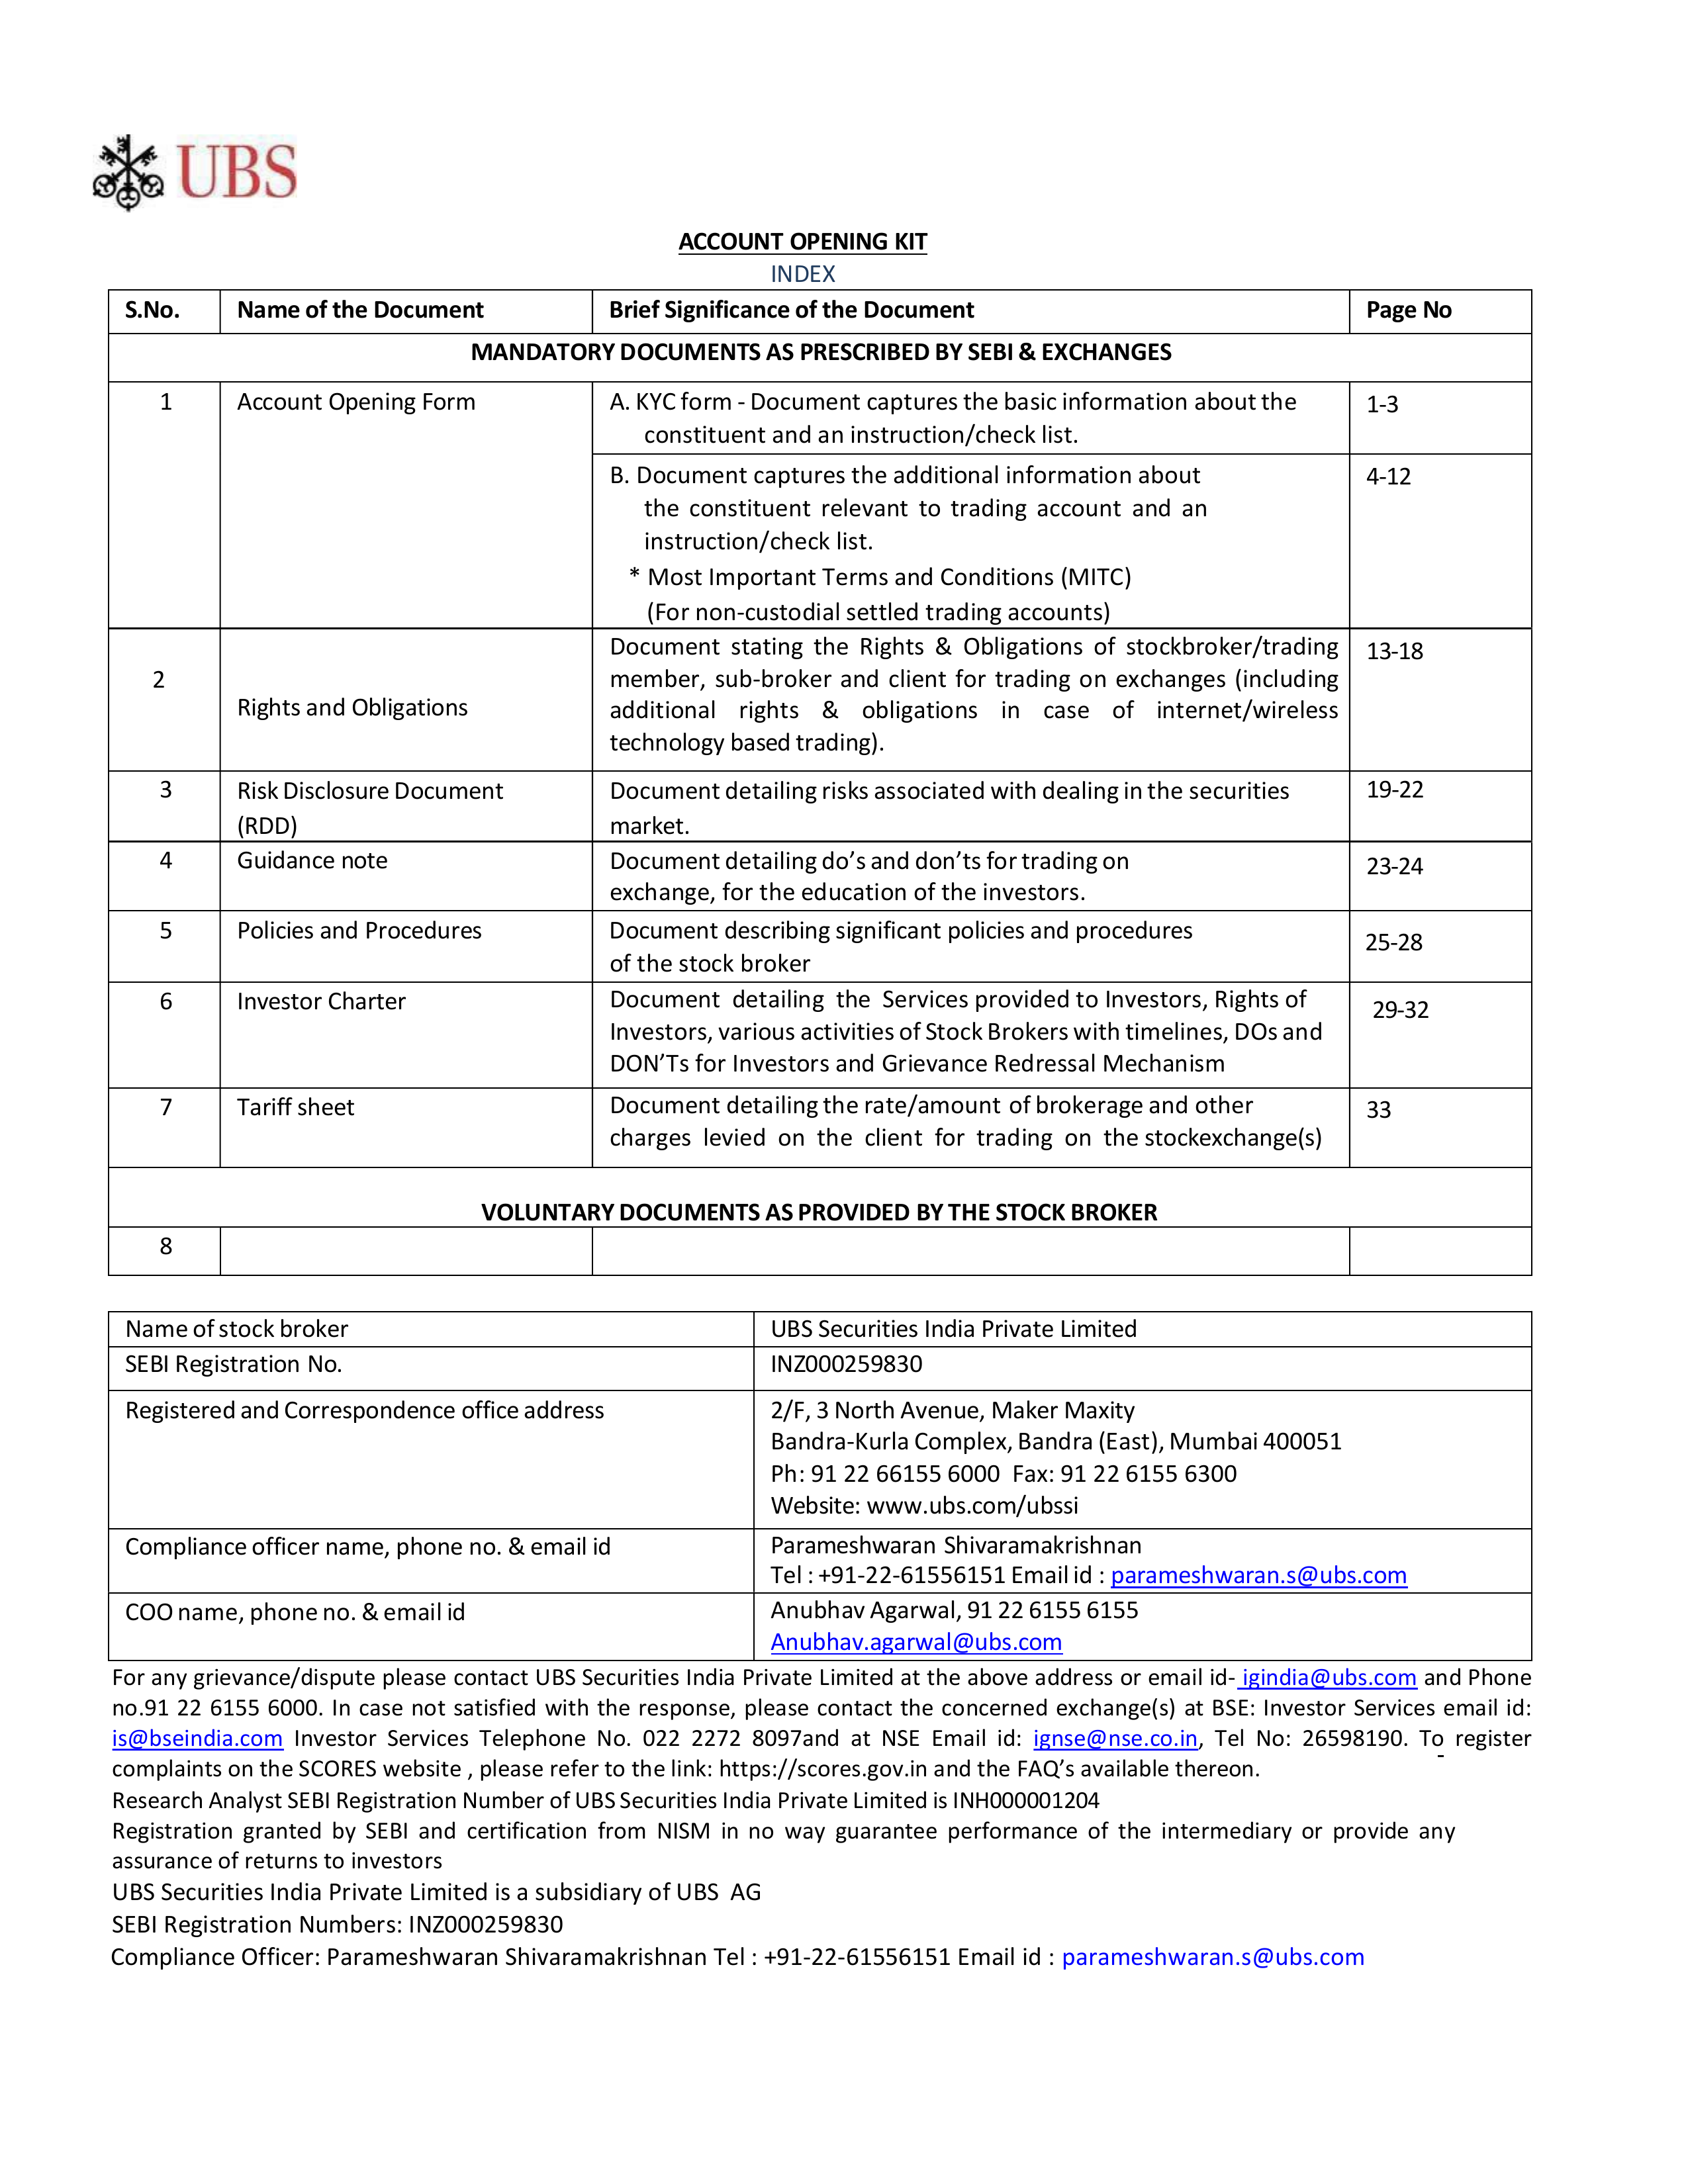 UBS
ACCOUNT OPENING KIT
INDEX
S.No. Name of the Document Brief Significance of the Document Page No
MANDATORY DOCUMENTS AS PRESCRIBED BY SEBI & EXCHANGES
1 Account Opening Form A. KYC form - Document captures the basic information about the 1-3
constituent and an instruction/check list.
B. Document captures the additional information about 4-12
the constituent relevant to trading account and an
instruction/check list.
* Most Important Terms and Conditions (MITC)
(For non-custodial settled trading accounts)
Document stating the Rights & Obligations of stockbroker/trading 13-18
2 member, sub-broker and client for trading on exchanges (including
Rights and Obligations additional rights & obligations in case of internet/wireless
technology based trading).
3 Risk Disclosure Document Document detailing risks associated with dealing in the securities 19-22
(RDD) market.
4 Guidance note Document detailing do’s and don’ts for trading on 23-24
exchange, for the education of the investors.
5 Policies and Procedures Document describing significant policies and procedures 25-28
of the stock broker
6 Investor Charter Document detailing the Services provided to Investors, Rights of 29-32
Investors, various activities of Stock Brokers with timelines, DOs and
DON’Ts for Investors and Grievance Redressal Mechanism
7 Tariff sheet Document detailing the rate/amount of brokerage and other 33
charges levied on the client for trading on the stockexchange(s)
VOLUNTARY DOCUMENTS AS PROVIDED BY THE STOCK BROKER
8
Name of stock broker UBS Securities India Private Limited
SEBI Registration No. INZ000259830
Registered and Correspondence office address 2/F, 3 North Avenue, Maker Maxity
Bandra-Kurla Complex, Bandra (East), Mumbai 400051
Ph: 91 22 66155 6000 Fax: 91 22 6155 6300
Website: www.ubs.com/ubssi
Compliance officer name, phone no. & email id Parameshwaran Shivaramakrishnan
Tel : +91-22-61556151 Email id : parameshwaran.s@ubs.com
COO name, phone no. & email id Anubhav Agarwal, 91 22 6155 6155
Anubhav.agarwal@ubs.com
For any grievance/dispute please contact UBS Securities India Private Limited at the above address or email id- igindia@ubs.com and Phone
no.91 22 6155 6000. In case not satisfied with the response, please contact the concerned exchange(s) at BSE: Investor Services email id:
is@bseindia.com Investor Services Telephone No. 022 2272 8097and at NSE Email id: ignse@nse.co.in, Tel No: 26598190. To register
complaints on the SCORES website , please refer to the link: https://scores.gov.in and the FAQ’s available thereon.
Research Analyst SEBI Registration Number of UBS Securities India Private Limited is INH000001204
Registration granted by SEBI and certification from NISM in no way guarantee performance of the intermediary or provide any
assurance of returns to investors
UBS Securities India Private Limited is a subsidiary of UBS AG
SEBI Registration Numbers: INZ000259830
Compliance Officer: Parameshwaran Shivaramakrishnan Tel : +91-22-61556151 Email id : parameshwaran.s@ubs.com